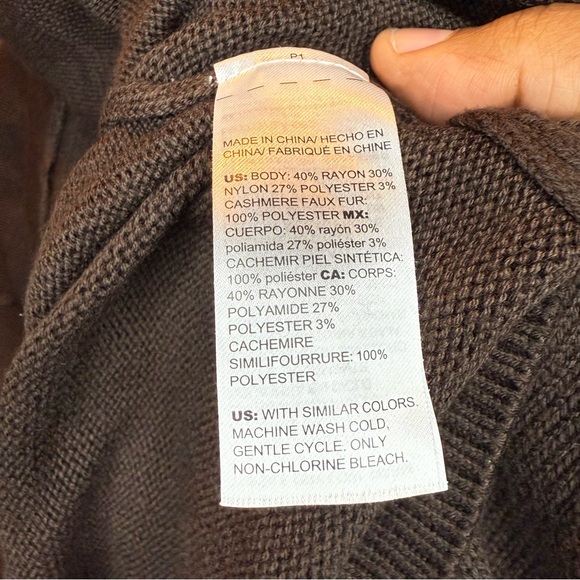 P1
MADE IN CHINA/ HECHO EN
CHINA/ FABRIQUÉ EN CHINE
US: BODY: 40% RAYON 30%
NYLON 27% POLYESTER 3%
CASHMERE FAUX FUR:
100% POLYESTER MX:
CUERPO: 40% rayón 30%
poliamida 27% poliéster 3%
CACHEMIR PIEL SINTÉTICA:
100% poliéster CA: CORPS:
40% RAYONNE 30%
POLYAMIDE 27%
POLYESTER 3%
CACHEMIRE
SIMILIFOURRURE: 100%
POLYESTER
US: WITH SIMILAR COLORS.
MACHINE WASH COLD,
GENTLE CYCLE. ONLY
NON-CHLORINE BLEACH.